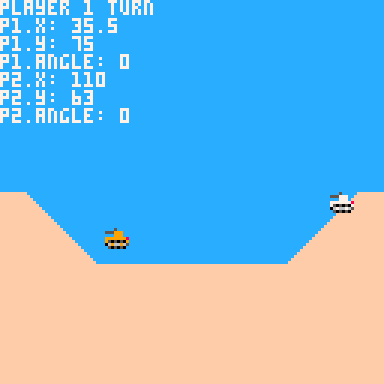 PLAYER 1 TURN
P1.X: 35.5
P1.Y: 75
P1.ANGLE: 0
P2.X: 110
P2.Y: 63
P2.ANGLE: 0